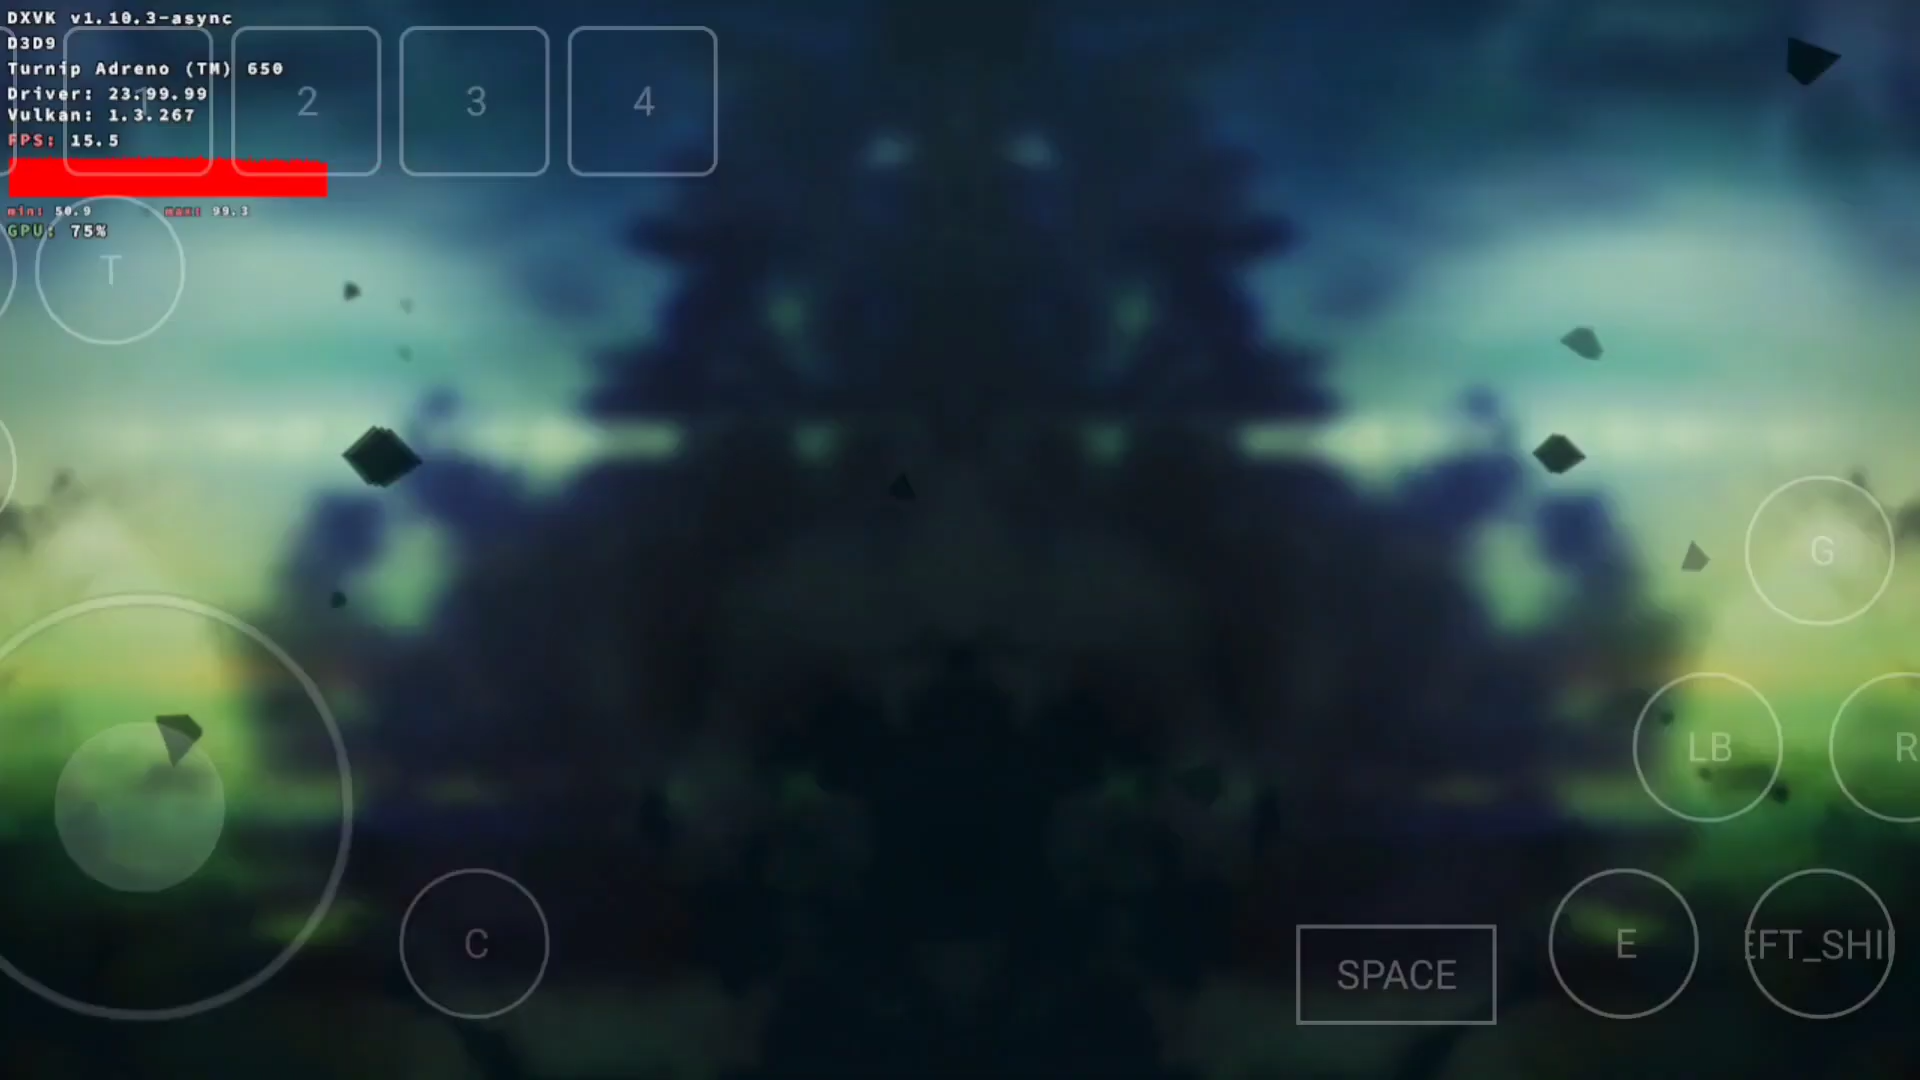 DXVK v1.10.3-async
D3D9
Turnip Adreno (TM) 650
Driver: 23.99.99
Vulkan: 1.3.267
FPS: 15.5
min: 50.9 max: 99.3
GPU: 75%
1
2
3
4
T
G
LB
R
C
SPACE
E
EFT_SHI